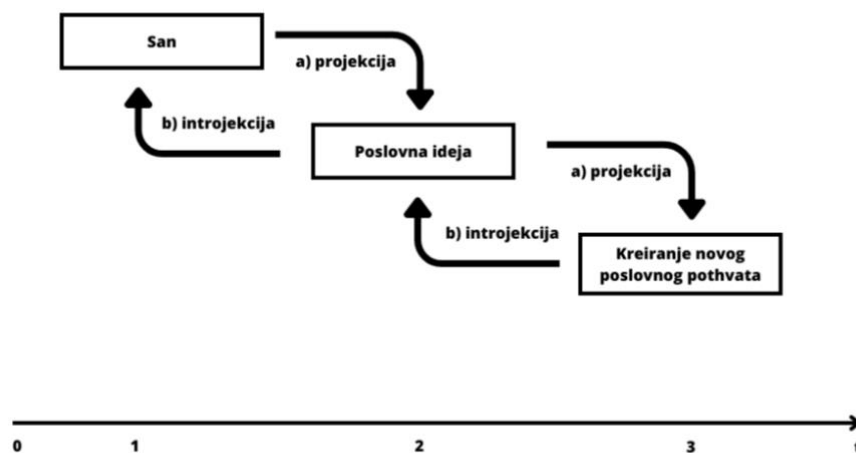 San
a) projekcija
b) introjekcija
Poslovna ideja
a) projekcija
b) introjekcija
Kreiranje novog
poslovnog pothvata
0 1 2 3